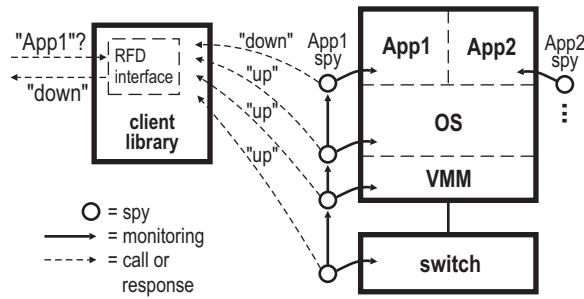 "App1"?
"down"
RFD
interface
client
library
"down"
"up"
"up"
"up"
App1
spy
App1
App2
App2
spy
...
OS
VMM
switch
= spy
= monitoring
= call or
response